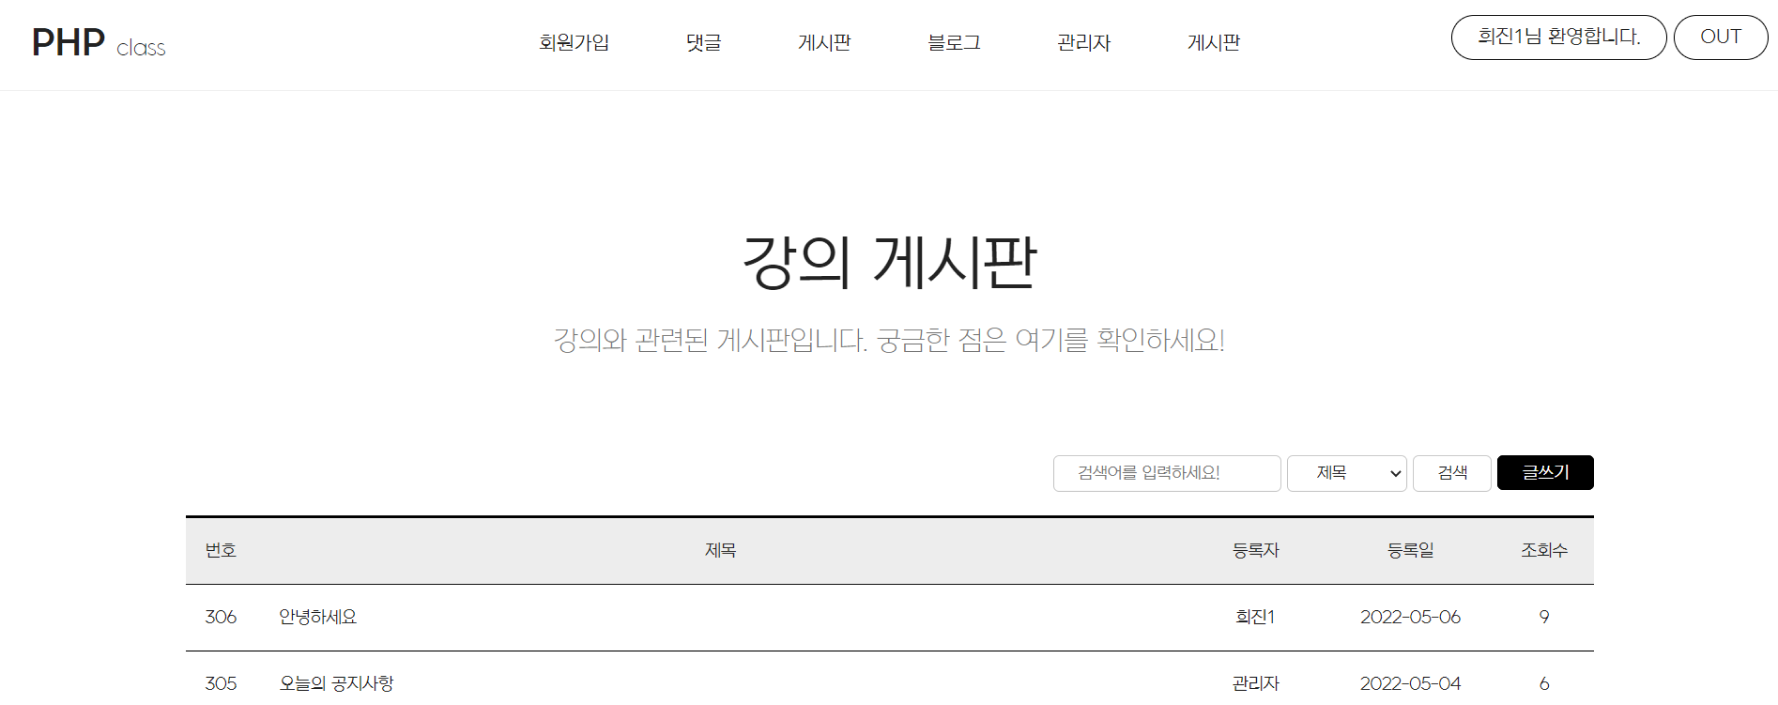 PHP class 회원가입 댓글 게시판 블로그 관리자 게시판 희진1님 환영합니다. OUT
강의 게시판
강의와 관련된 게시판입니다. 궁금한 점은 여기를 확인하세요!
검색어를 입력하세요! 제목 검색 글쓰기
번호 제목 등록자 등록일 조회수
306 안녕하세요 희진1 2022-05-06 9
305 오늘의 공지사항 관리자 2022-05-04 6